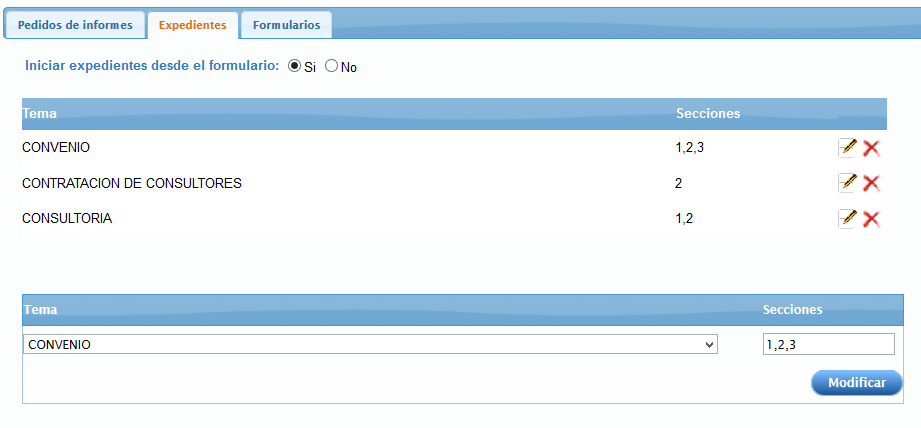 Pedidos de informes Expedientes Formularios
Iniciar expedientes desde el formulario: Si No
Tema Secciones
CONVENIO 1,2,3
CONTRATACION DE CONSULTORES 2
CONSULTORIA 1,2
Tema Secciones
CONVENIO 1,2,3
Modificar